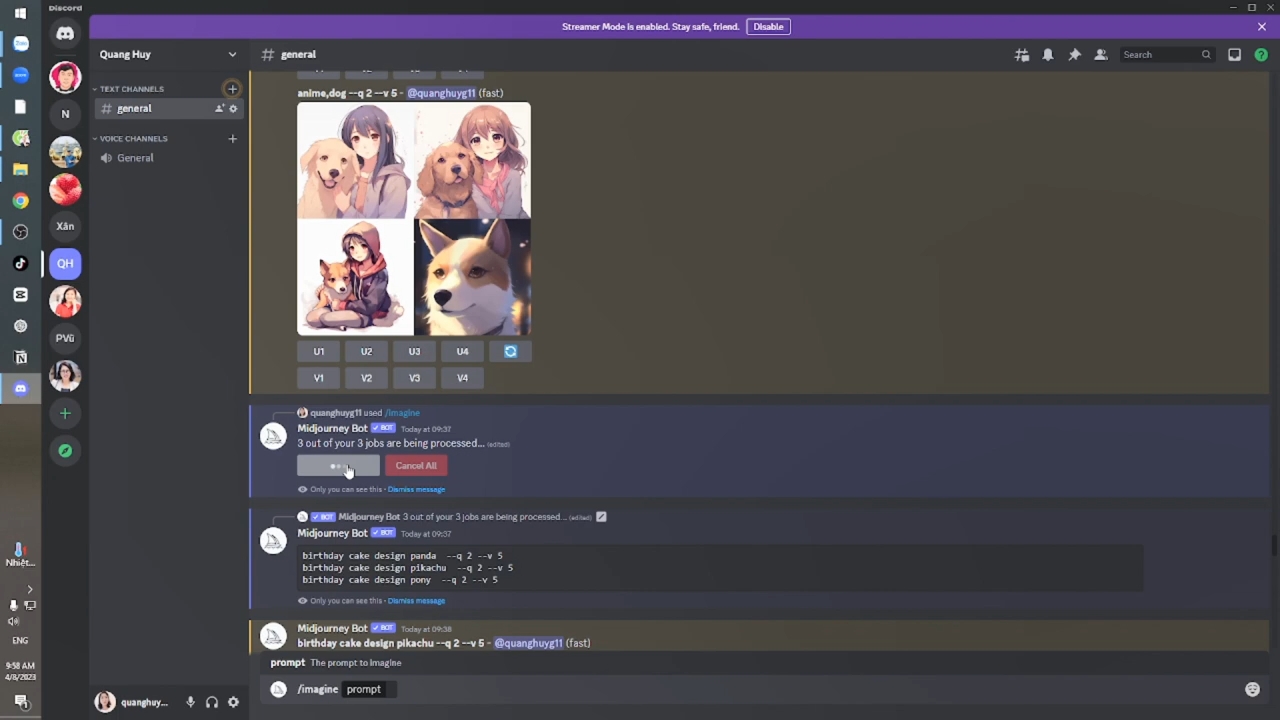 Discord
Streamer Mode is enabled. Stay safe, friend.
Disable
Quang Huy
general
Search
TEXT CHANNELS
general
VOICE CHANNELS
General
N
Xân
QH
PVũ
anime,dog --q 2 --v 5 - @quanghuyg11 (fast)
U1 U2 U3 U4
V1 V2 V3 V4
quanghuyg11 used /imagine
Midjourney Bot BOT Today at 09:37
3 out of your 3 jobs are being processed... (edited)
Cancel All
Only you can see this • Dismiss message
BOT Midjourney Bot 3 out of your 3 jobs are being processed... (edited)
Midjourney Bot BOT Today at 09:37
birthday cake design panda --q 2 --v 5
birthday cake design pikachu --q 2 --v 5
birthday cake design pony --q 2 --v 5
Only you can see this • Dismiss message
Midjourney Bot BOT Today at 09:38
birthday cake design pikachu --q 2 --v 5 - @quanghuyg11 (fast)
prompt The prompt to imagine
/imagine prompt
quanghuy...
Nhiệt...
ENG
9:58 AM
4/8/2023